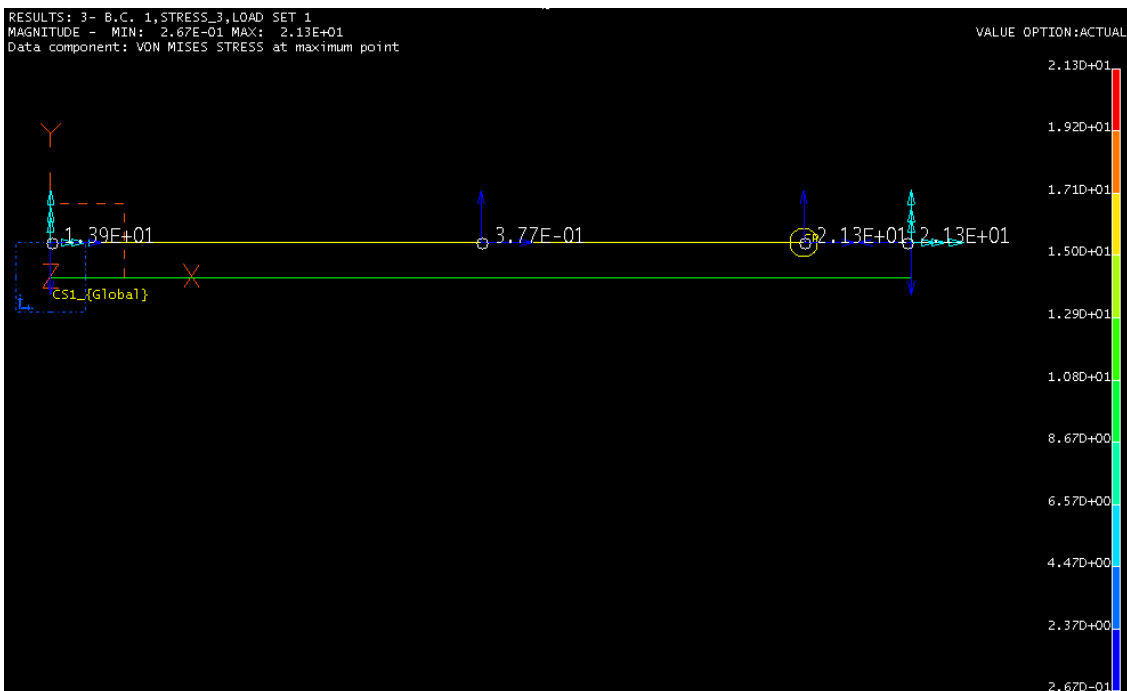 RESULTS: 3- B.C. 1,STRESS_3,LOAD SET 1
MAGNITUDE - MIN: 2.67E-01 MAX: 2.13E+01
Data component: VON MISES STRESS at maximum point
VALUE OPTION:ACTUAL
2.13D+01
1.92D+01
1.71D+01
1.50D+01
1.29D+01
1.08D+01
8.67D+00
6.57D+00
4.47D+00
2.37D+00
2.67D-01
Y
1.39E+01
3.77E-01
2.13E+01
2.13E+01
Z
X
CS1_{Global}
L